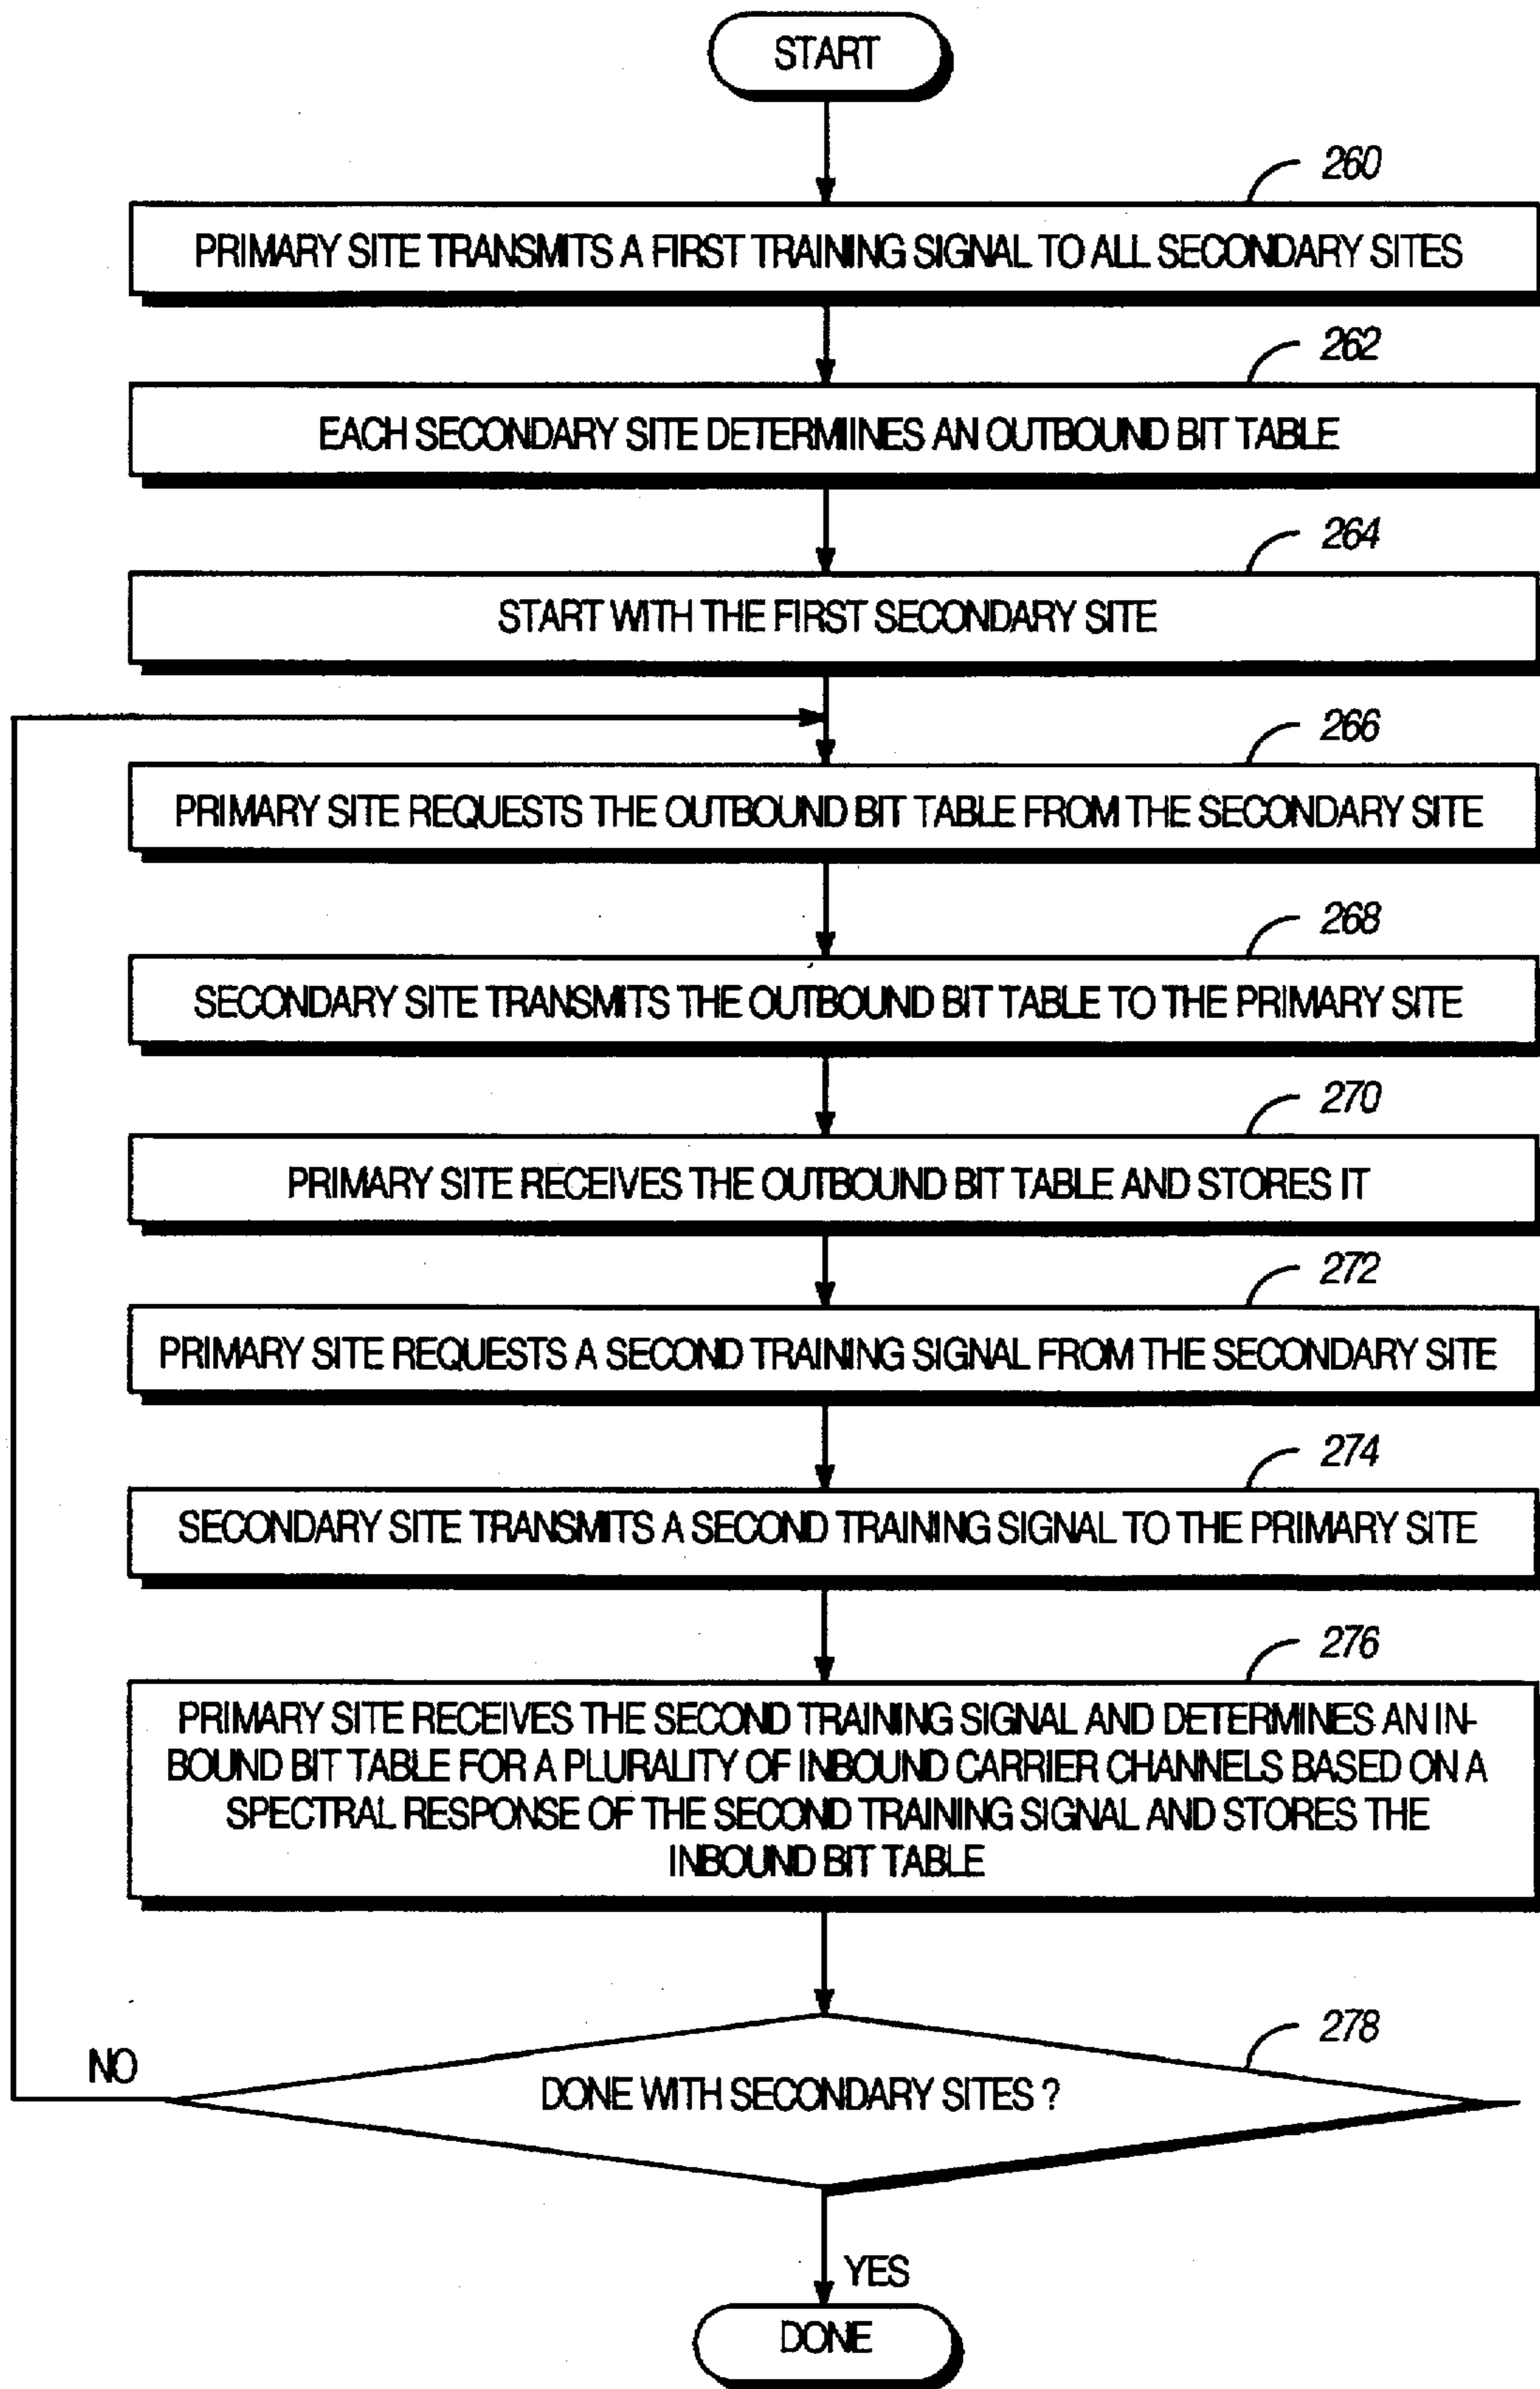 START
260
PRIMARY SITE TRANSMITS A FIRST TRAINING SIGNAL TO ALL SECONDARY SITES
262
EACH SECONDARY SITE DETERMIINES AN OUTBOUND BIT TABLE
264
START WITH THE FIRST SECONDARY SITE
266
PRIMARY SITE REQUESTS THE OUTBOUND BIT TABLE FROM THE SECONDARY SITE
268
SECONDARY SITE TRANSMITS THE OUTBOUND BIT TABLE TO THE PRIMARY SITE
270
PRIMARY SITE RECEIVES THE OUTBOUND BIT TABLE AND STORES IT
272
PRIMARY SITE REQUESTS A SECOND TRAINING SIGNAL FROM THE SECONDARY SITE
274
SECONDARY SITE TRANSMITS A SECOND TRAINING SIGNAL TO THE PRIMARY SITE
276
PRIMARY SITE RECEIVES THE SECOND TRAINING SIGNAL AND DETERMINES AN IN-
BOUND BIT TABLE FOR A PLURALITY OF INBOUND CARRIER CHANNELS BASED ON A
SPECTRAL RESPONSE OF THE SECOND TRAINING SIGNAL AND STORES THE
INBOUND BIT TABLE
278
NO
DONE WITH SECONDARY SITES ?
YES
DONE